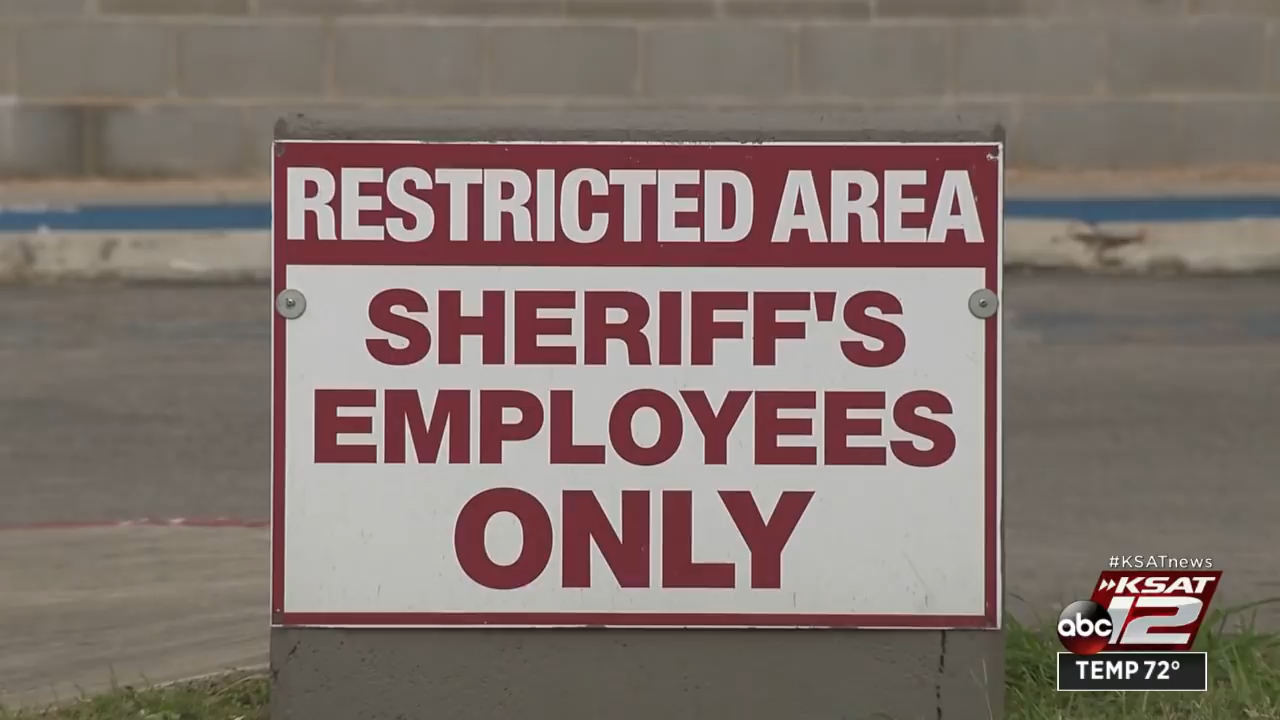 RESTRICTED AREA
SHERIFF'S
EMPLOYEES
ONLY
#KSATnews
KSAT
abc 12
TEMP 72°